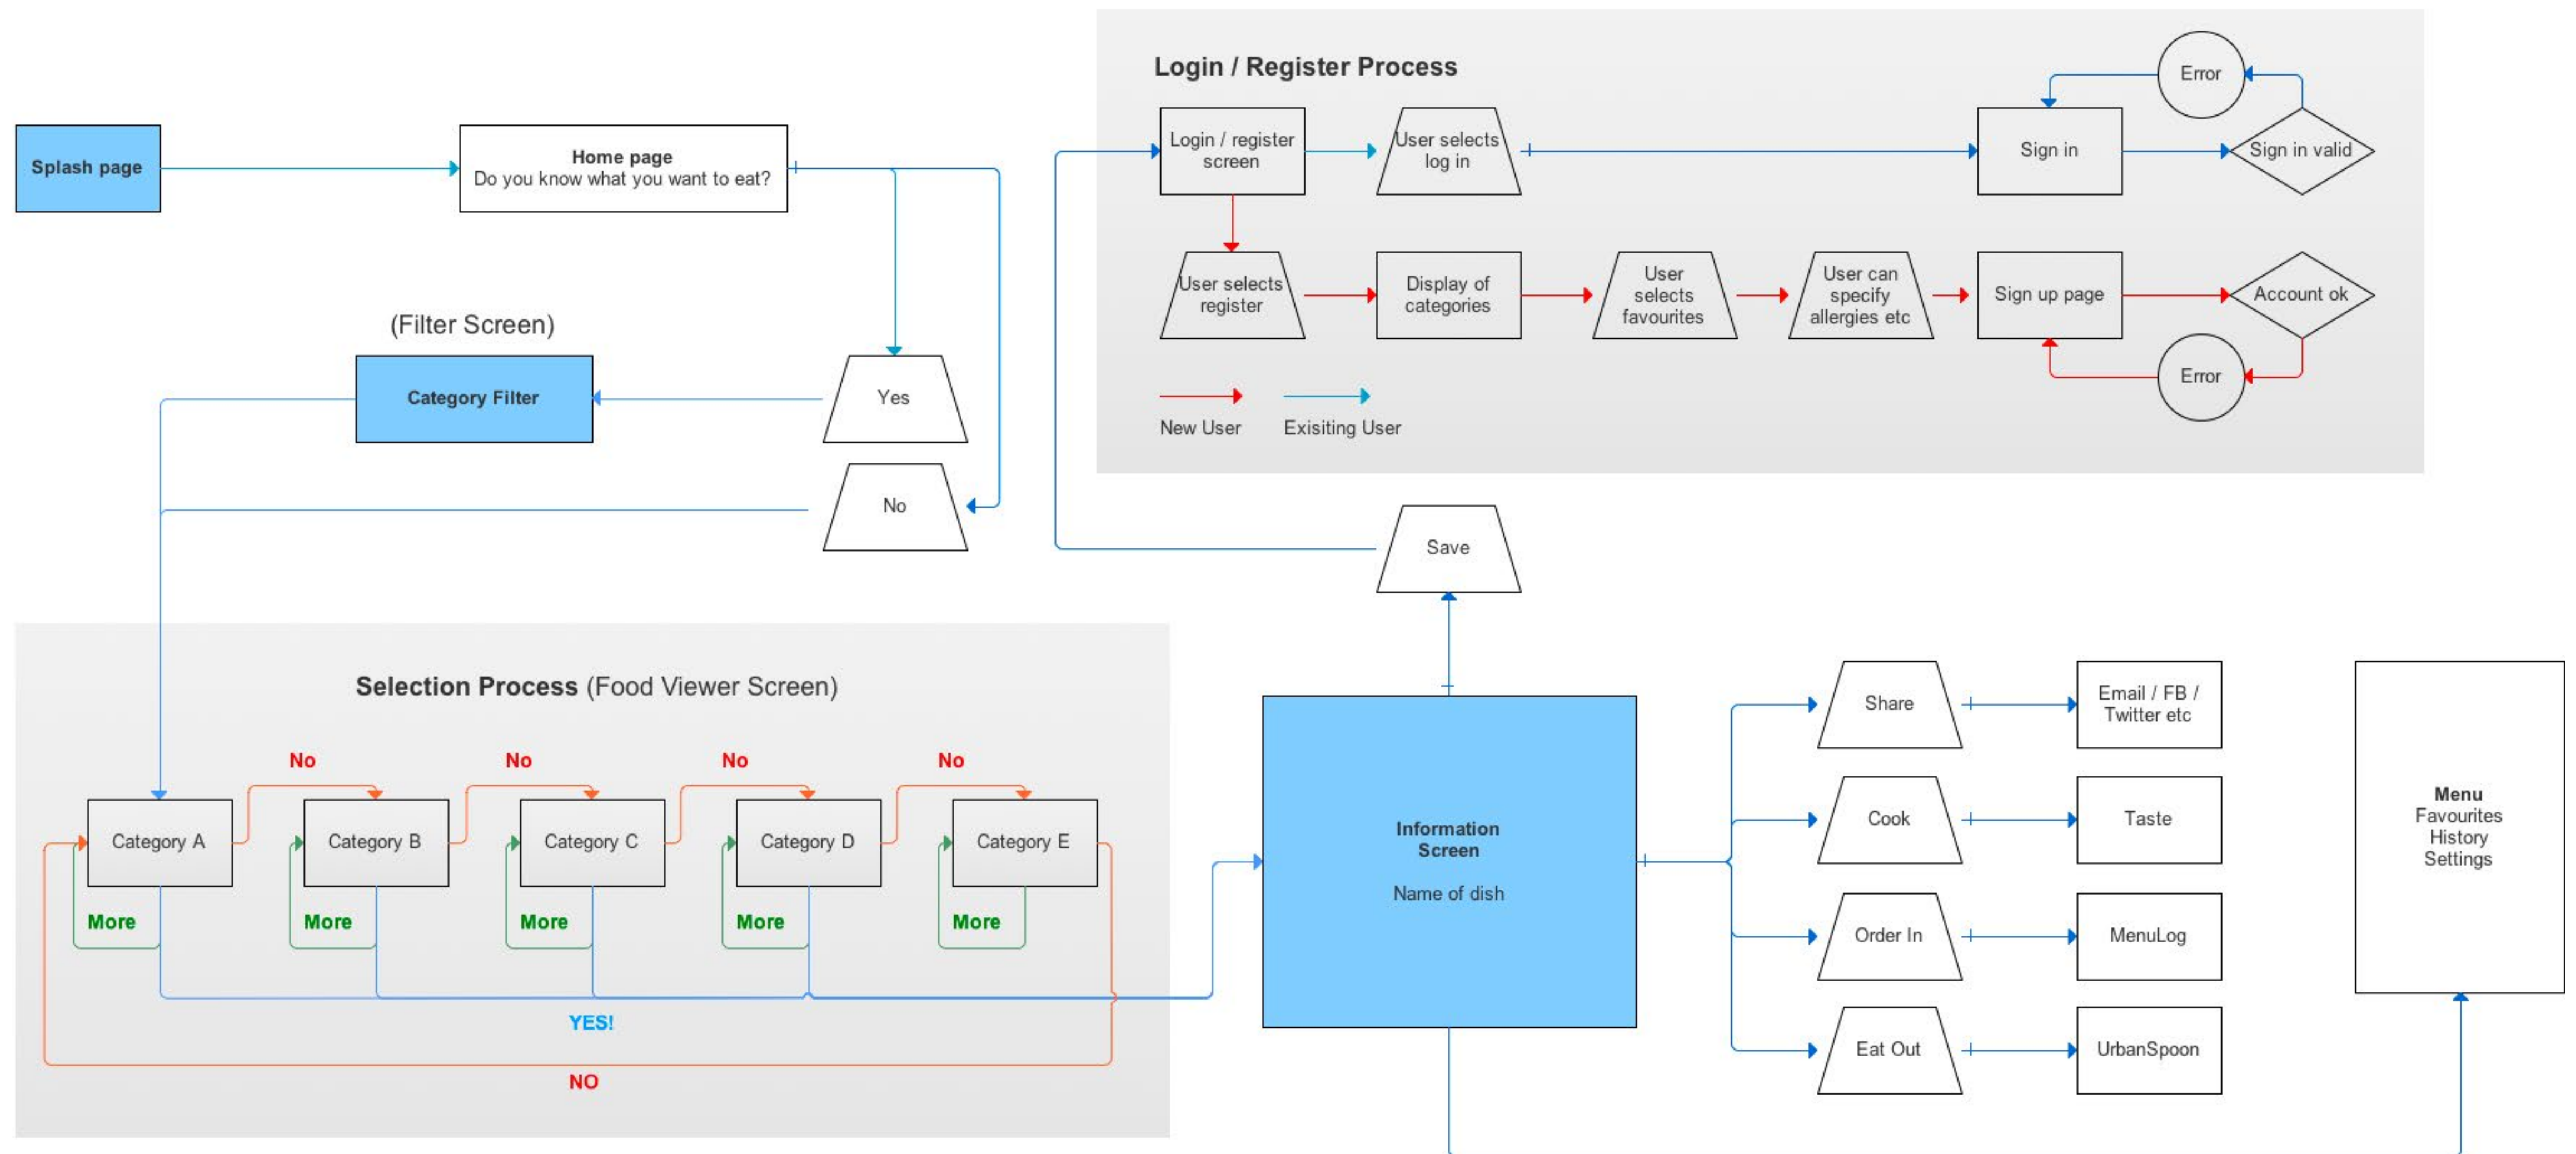 Login / Register Process
Error
Splash page
Home page
Do you know what you want to eat?
Login / register
screen
User selects
log in
Sign in
Sign in valid
User selects
register
Display of
categories
User
selects
favourites
User can
specify
allergies etc
Sign up page
Account ok
Error
New User
Exisiting User
(Filter Screen)
Category Filter
Yes
No
Save
Selection Process (Food Viewer Screen)
No
No
No
No
Category A
Category B
Category C
Category D
Category E
More
More
More
More
More
YES!
NO
Information
Screen
Name of dish
Share
Email / FB /
Twitter etc
Cook
Taste
Order In
MenuLog
Eat Out
UrbanSpoon
Menu
Favourites
History
Settings